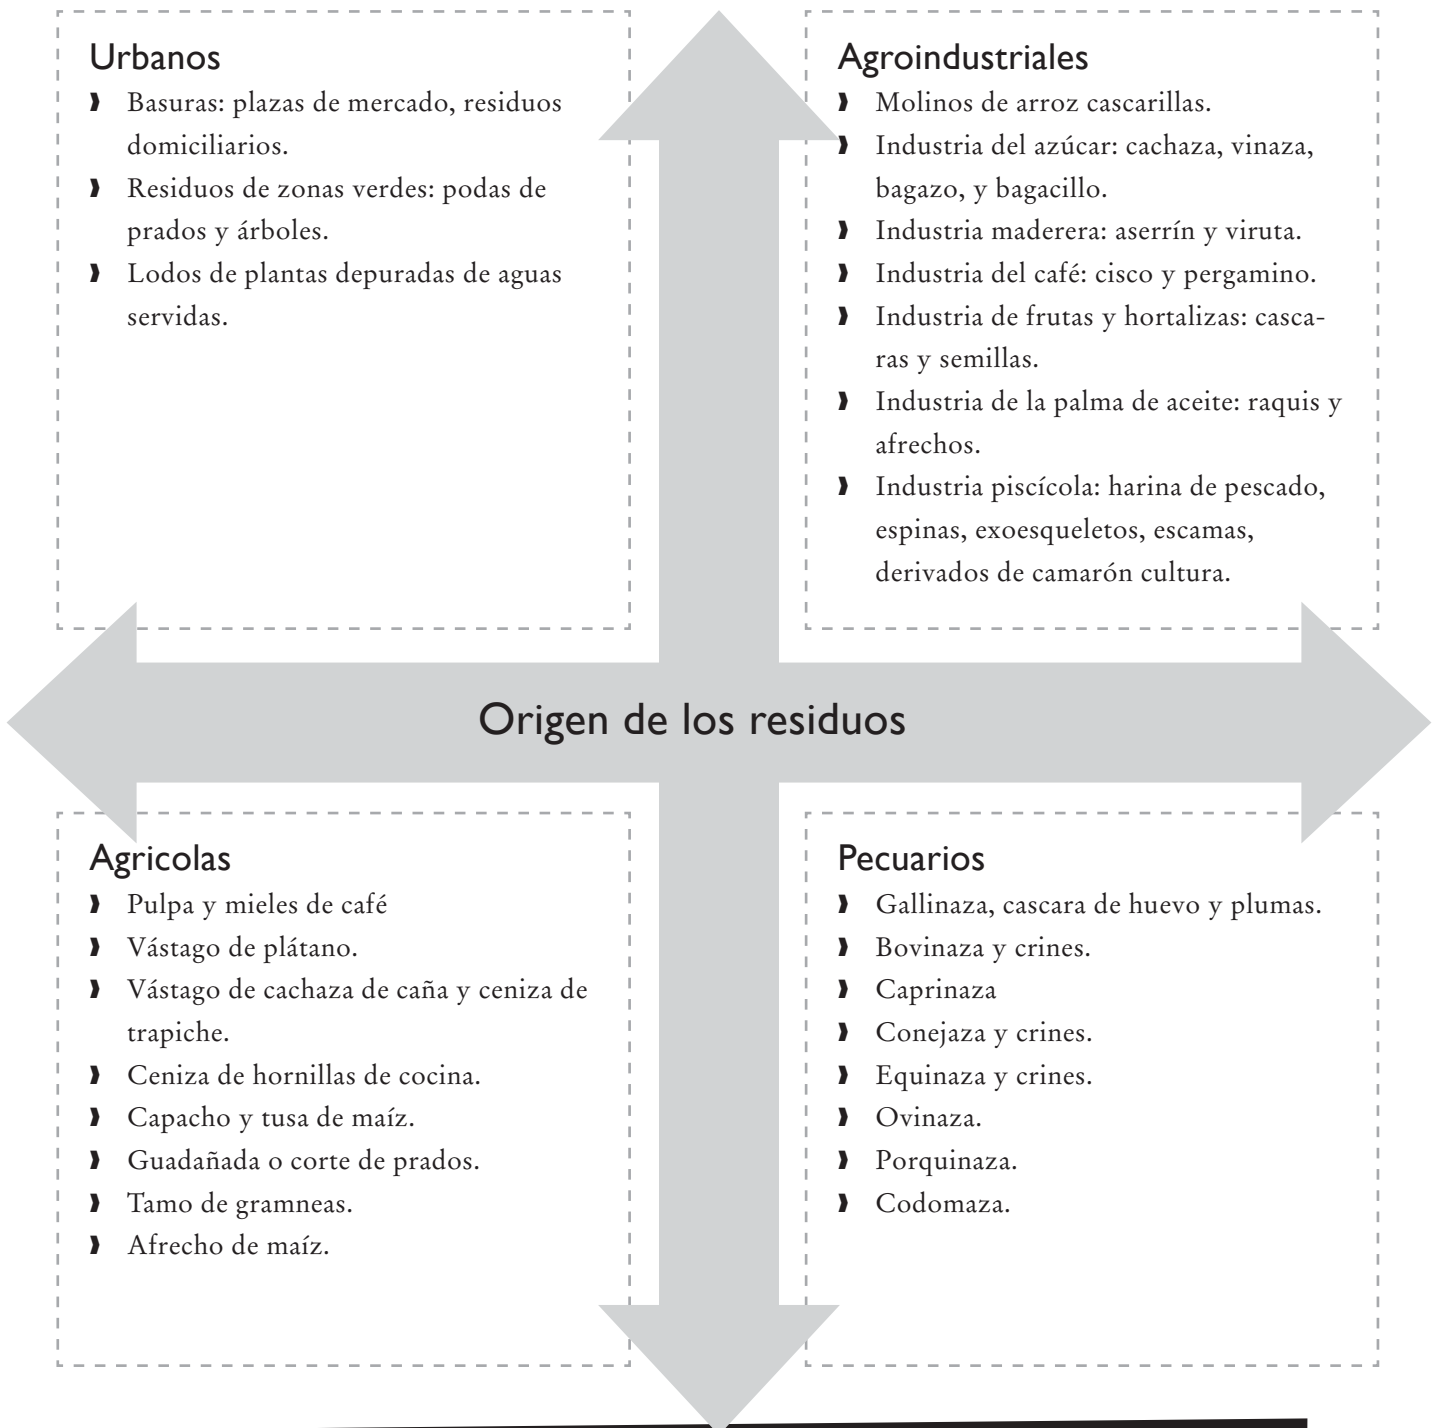 Urbanos
❱ Basuras: plazas de mercado, residuos
domiciliarios.
❱ Residuos de zonas verdes: podas de
prados y árboles.
❱ Lodos de plantas depuradas de aguas
servidas.
Agroindustriales
❱ Molinos de arroz cascarillas.
❱ Industria del azúcar: cachaza, vinaza,
bagazo, y bagacillo.
❱ Industria maderera: aserrín y viruta.
❱ Industria del café: cisco y pergamino.
❱ Industria de frutas y hortalizas: casca-
ras y semillas.
❱ Industria de la palma de aceite: raquis y
afrechos.
❱ Industria piscícola: harina de pescado,
espinas, exoesqueletos, escamas,
derivados de camarón cultura.
Origen de los residuos
Agricolas
❱ Pulpa y mieles de café
❱ Vástago de plátano.
❱ Vástago de cachaza de caña y ceniza de
trapiche.
❱ Ceniza de hornillas de cocina.
❱ Capacho y tusa de maíz.
❱ Guadañada o corte de prados.
❱ Tamo de gramneas.
❱ Afrecho de maíz.
Pecuarios
❱ Gallinaza, cascara de huevo y plumas.
❱ Bovinaza y crines.
❱ Caprinaza
❱ Conejaza y crines.
❱ Equinaza y crines.
❱ Ovinaza.
❱ Porquinaza.
❱ Codomaza.